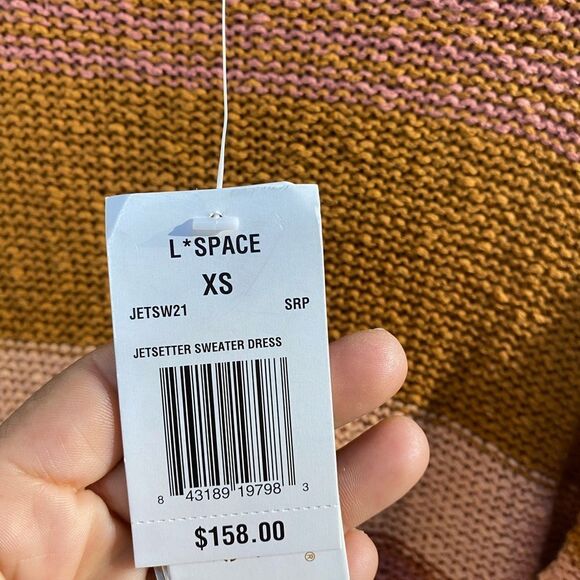 L*SPACE
XS
JETSW21 SRP
JETSETTER SWEATER DRESS
8 43189 19798 3
$158.00
®